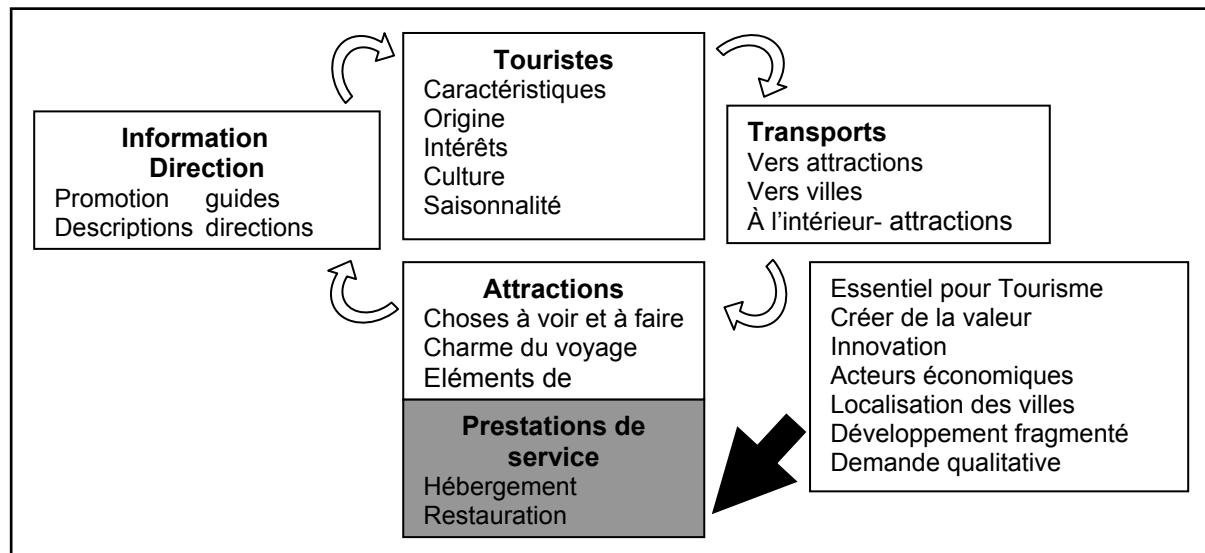 Touristes
Caractéristiques
Origine
Intérêts
Culture
Saisonnalité
Information
Direction
Promotion guides
Descriptions directions
Transports
Vers attractions
Vers villes
À l'intérieur- attractions
Attractions
Choses à voir et à faire
Charme du voyage
Eléments de
Prestations de
service
Hébergement
Restauration
Essentiel pour Tourisme
Créer de la valeur
Innovation
Acteurs économiques
Localisation des villes
Développement fragmenté
Demande qualitative